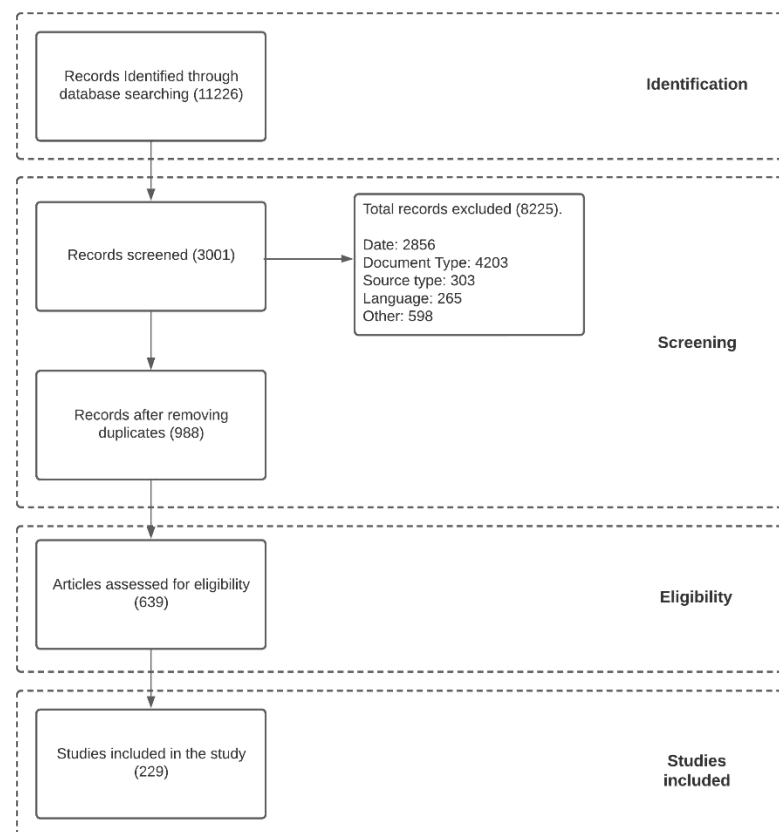 Records Identified through
database searching (11226)
Identification
Records screened (3001)
Total records excluded (8225).
Date: 2856
Document Type: 4203
Source type: 303
Language: 265
Other: 598
Screening
Records after removing
duplicates (988)
Articles assessed for eligibility
(639)
Eligibility
Studies included in the study
(229)
Studies
included